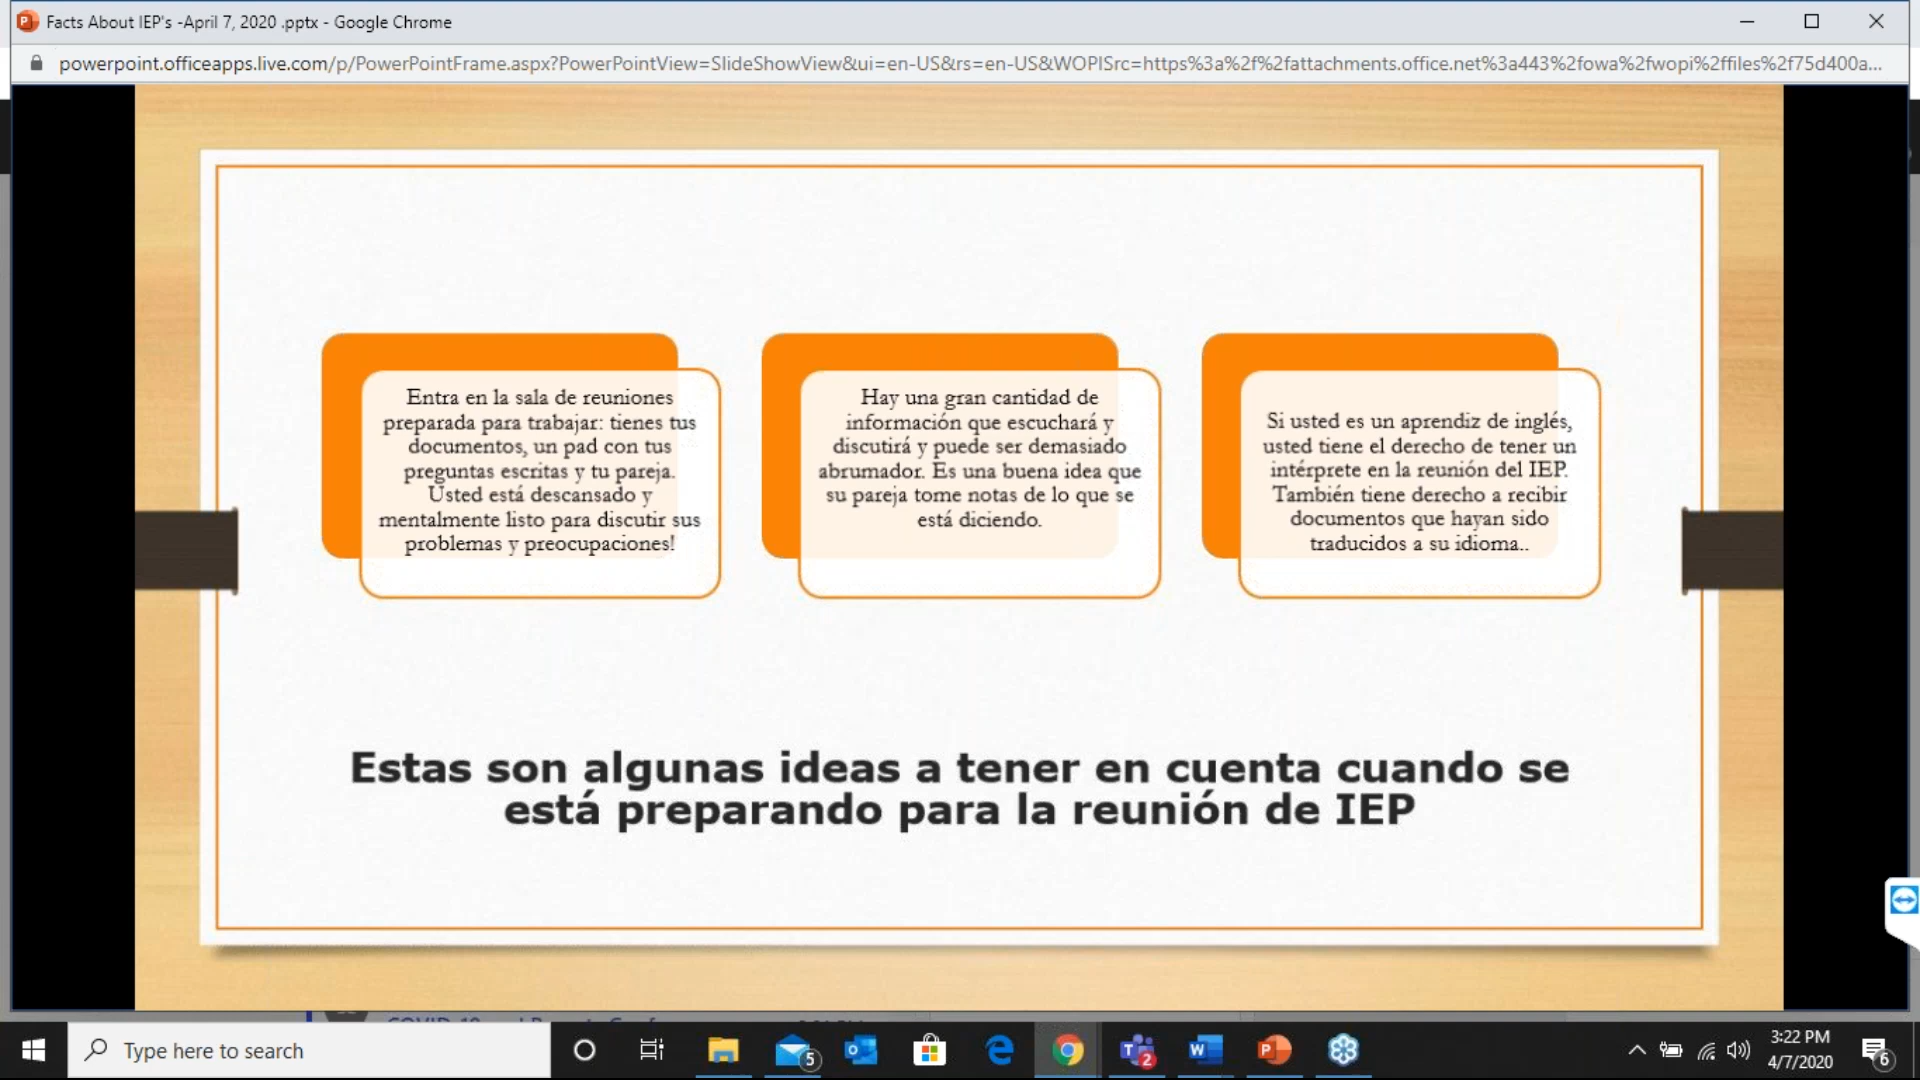 Facts About IEP's -April 7, 2020 .pptx - Google Chrome
powerpoint.officeapps.live.com/p/PowerPointFrame.aspx?PowerPointView=SlideShowView&ui=en-US&rs=en-US&WOPISrc=https%3a%2f%2fattachments.office.net%3a443%2fowa%2fwopi%2ffiles%2f75d400a...
Entra en la sala de reuniones
preparada para trabajar: tienes tus
documentos, un pad con tus
preguntas escritas y tu pareja.
Usted está descansado y
mentalmente listo para discutir sus
problemas y preocupaciones!
Hay una gran cantidad de
información que escuchará y
discutirá y puede ser demasiado
abrumador. Es una buena idea que
su pareja tome notas de lo que se
está diciendo.
Si usted es un aprendiz de inglés,
usted tiene el derecho de tener un
intérprete en la reunión del IEP.
También tiene derecho a recibir
documentos que hayan sido
traducidos a su idioma..
Estas son algunas ideas a tener en cuenta cuando se
está preparando para la reunión de IEP
Type here to search
5
2
3:22 PM
4/7/2020
6